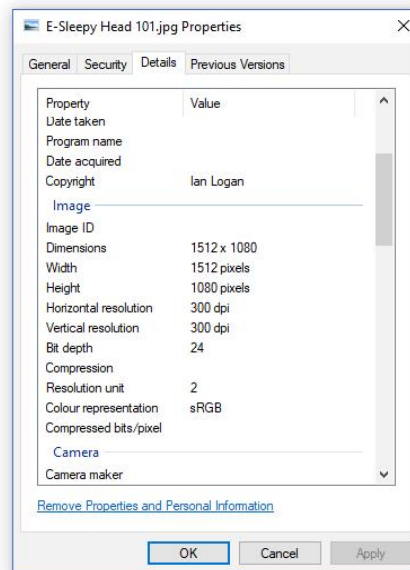 E-Sleepy Head 101.jpg Properties
General Security Details Previous Versions
Property Value
Date taken
Program name
Date acquired
Copyright Ian Logan
Image
Image ID
Dimensions 1512 x 1080
Width 1512 pixels
Height 1080 pixels
Horizontal resolution 300 dpi
Vertical resolution 300 dpi
Bit depth 24
Compression
Resolution unit 2
Colour representation sRGB
Compressed bits/pixel
Camera
Camera maker
Remove Properties and Personal Information
OK Cancel Apply